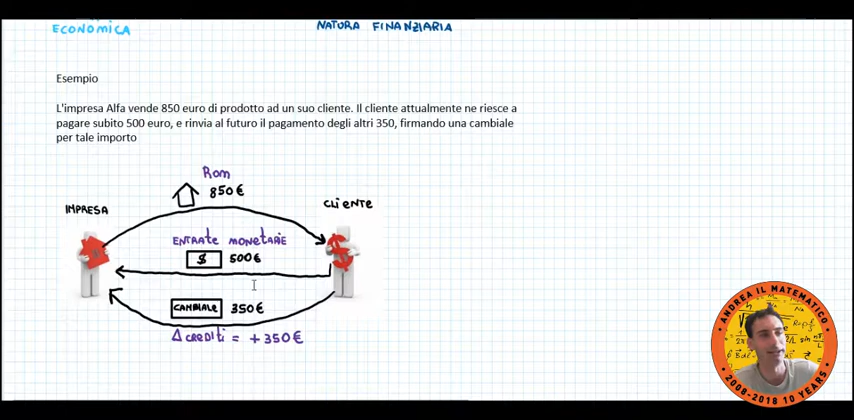 ECONOMICA
NATURA FINANZIARIA
Esempio
L'impresa Alfa vende 850 euro di prodotto ad un suo cliente. Il cliente attualmente ne riesce a
pagare subito 500 euro, e rinvia al futuro il pagamento degli altri 350, firmando una cambiale
per tale importo
Rom
850€
IMPRESA
CLIENTE
ENTRATE MONETARIE
$ 500€
CAMBIALE 350€
Δ CREDITI = +350€
ANDREA IL MATEMATICO
2008-2018 10 YEARS